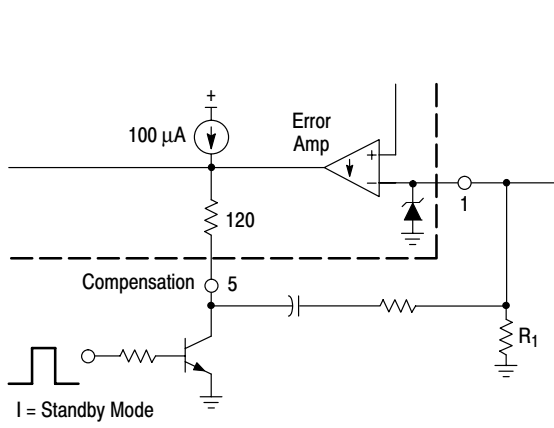 +
100 µA
Error
Amp
+
−
1
120
Compensation
5
R1
I = Standby Mode